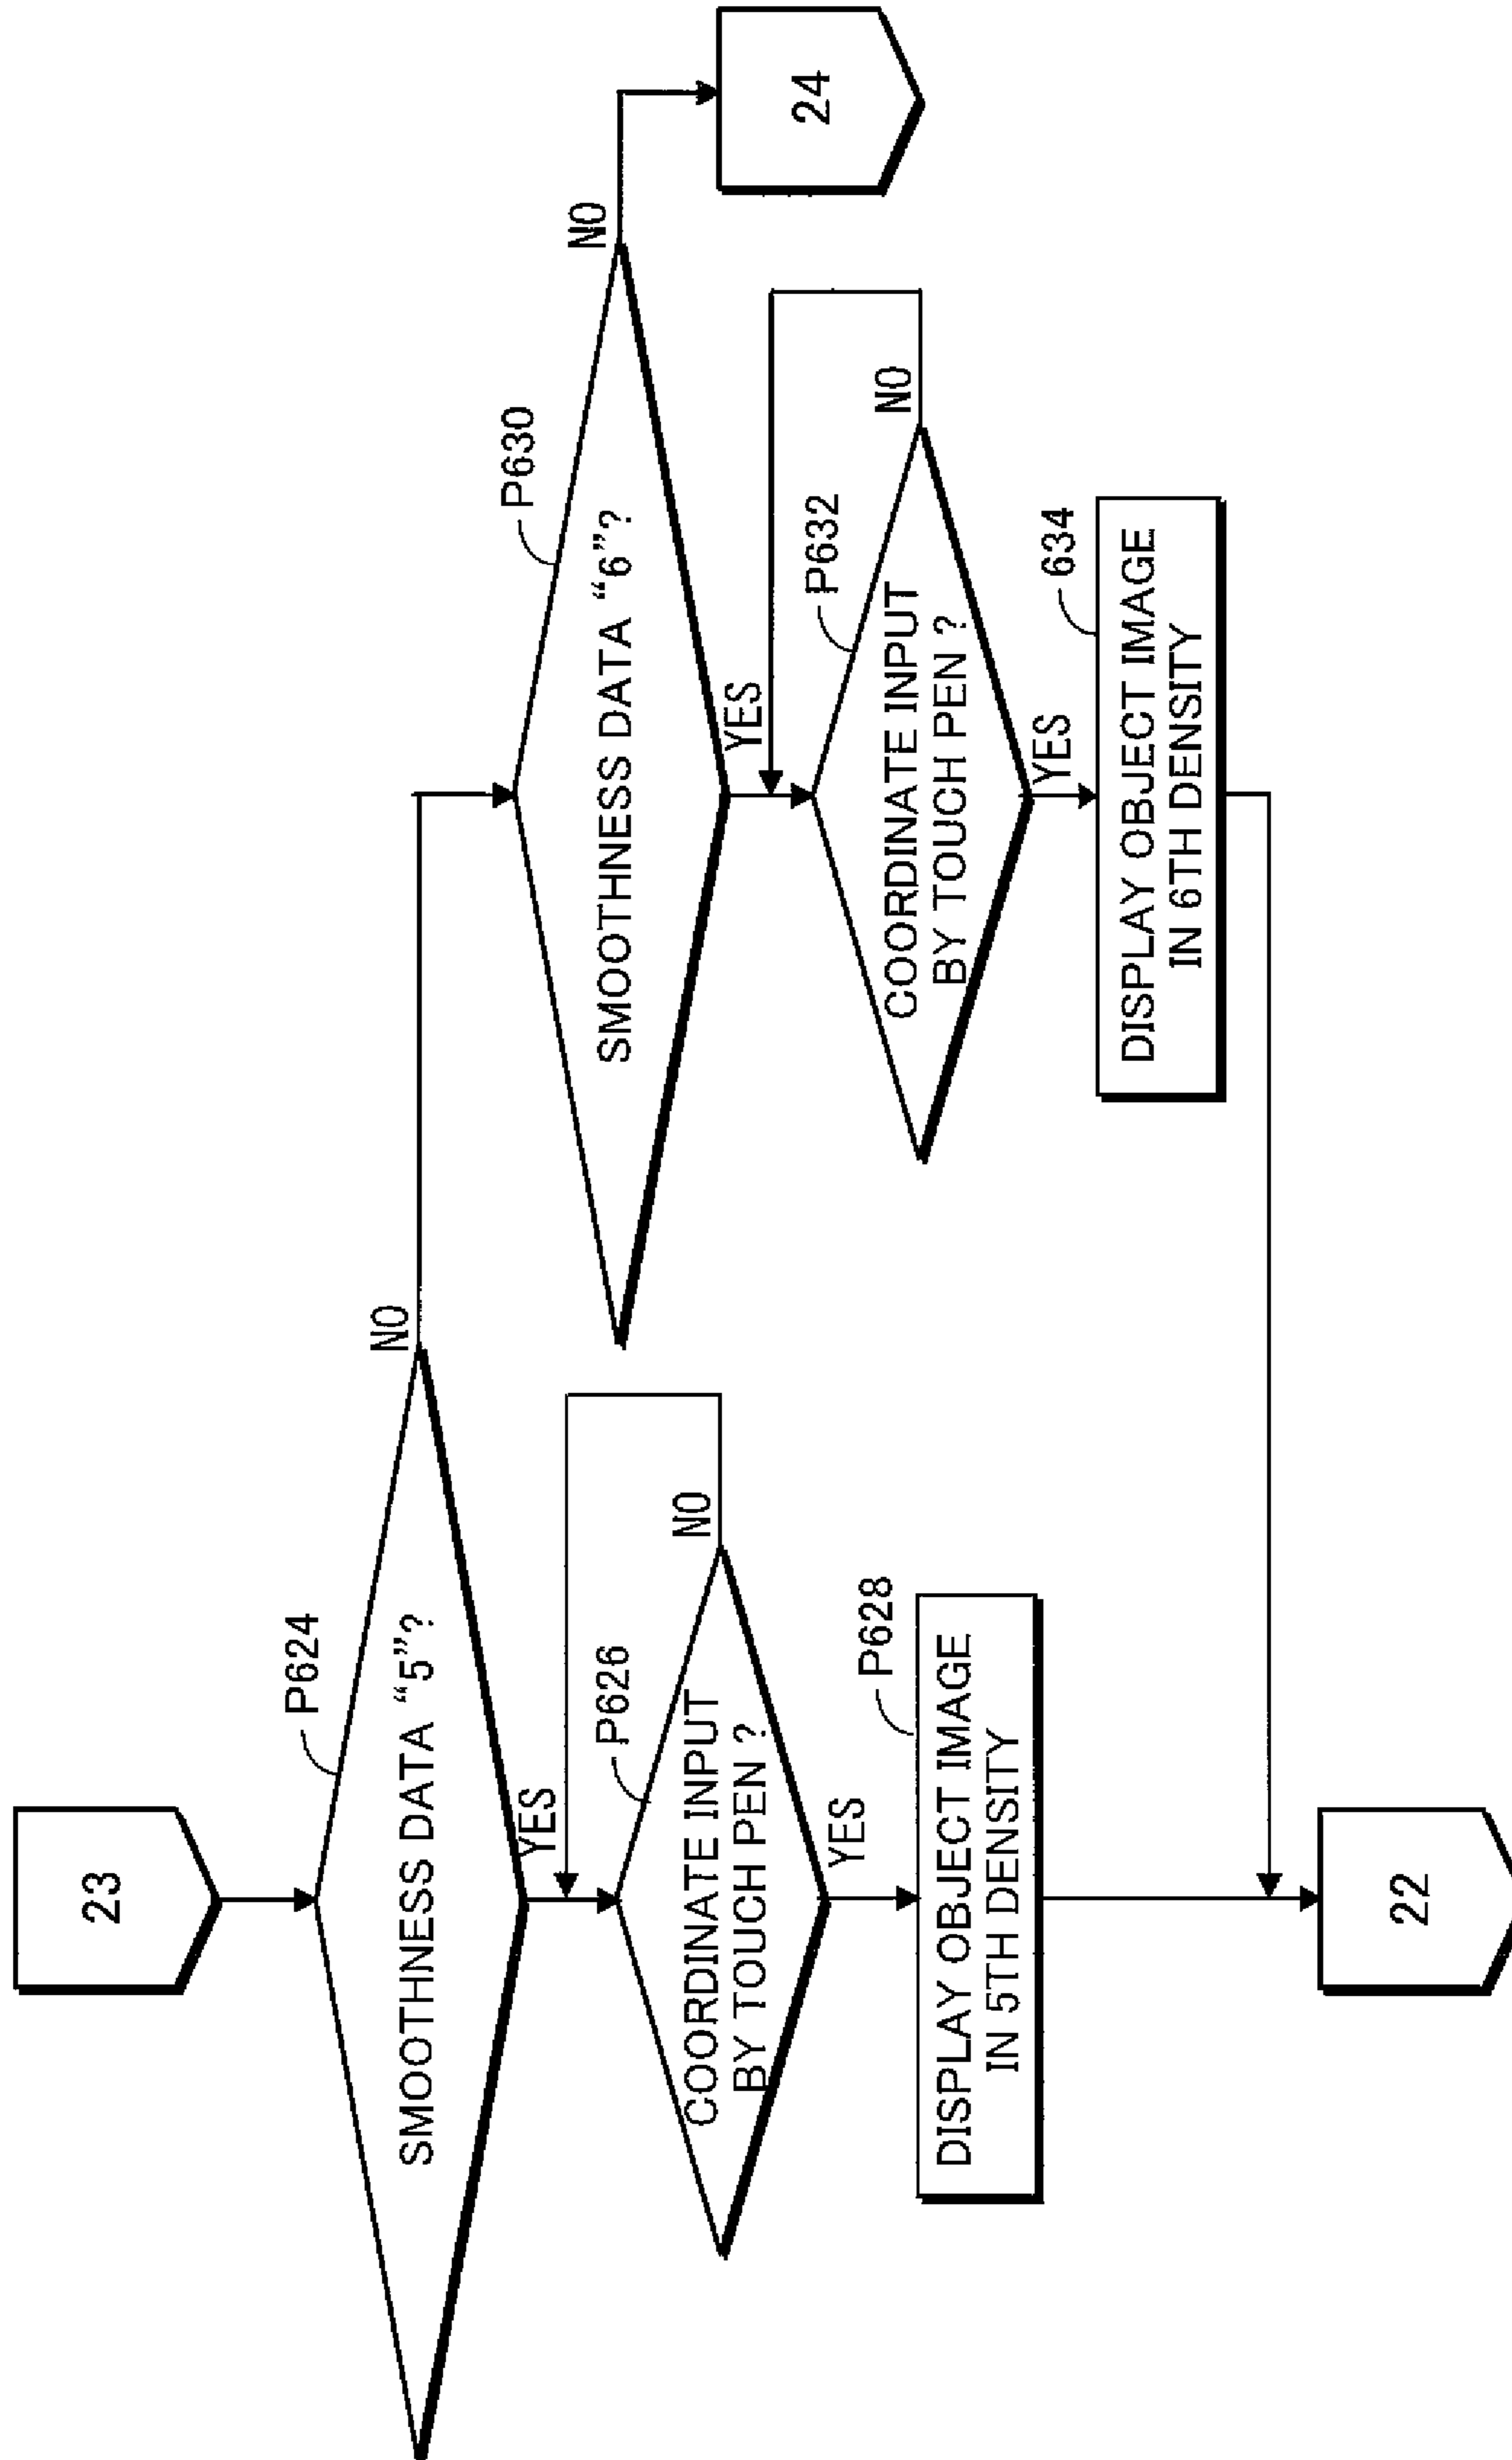 23
P624
SMOOTHNESS DATA “5”?
NO
YES
P626
COORDINATE INPUT
BY TOUCH PEN ?
NO
YES
P628
DISPLAY OBJECT IMAGE
IN 5TH DENSITY
22
P630
SMOOTHNESS DATA “6”?
NO
24
YES
P632
COORDINATE INPUT
BY TOUCH PEN ?
NO
YES
634
DISPLAY OBJECT IMAGE
IN 6TH DENSITY